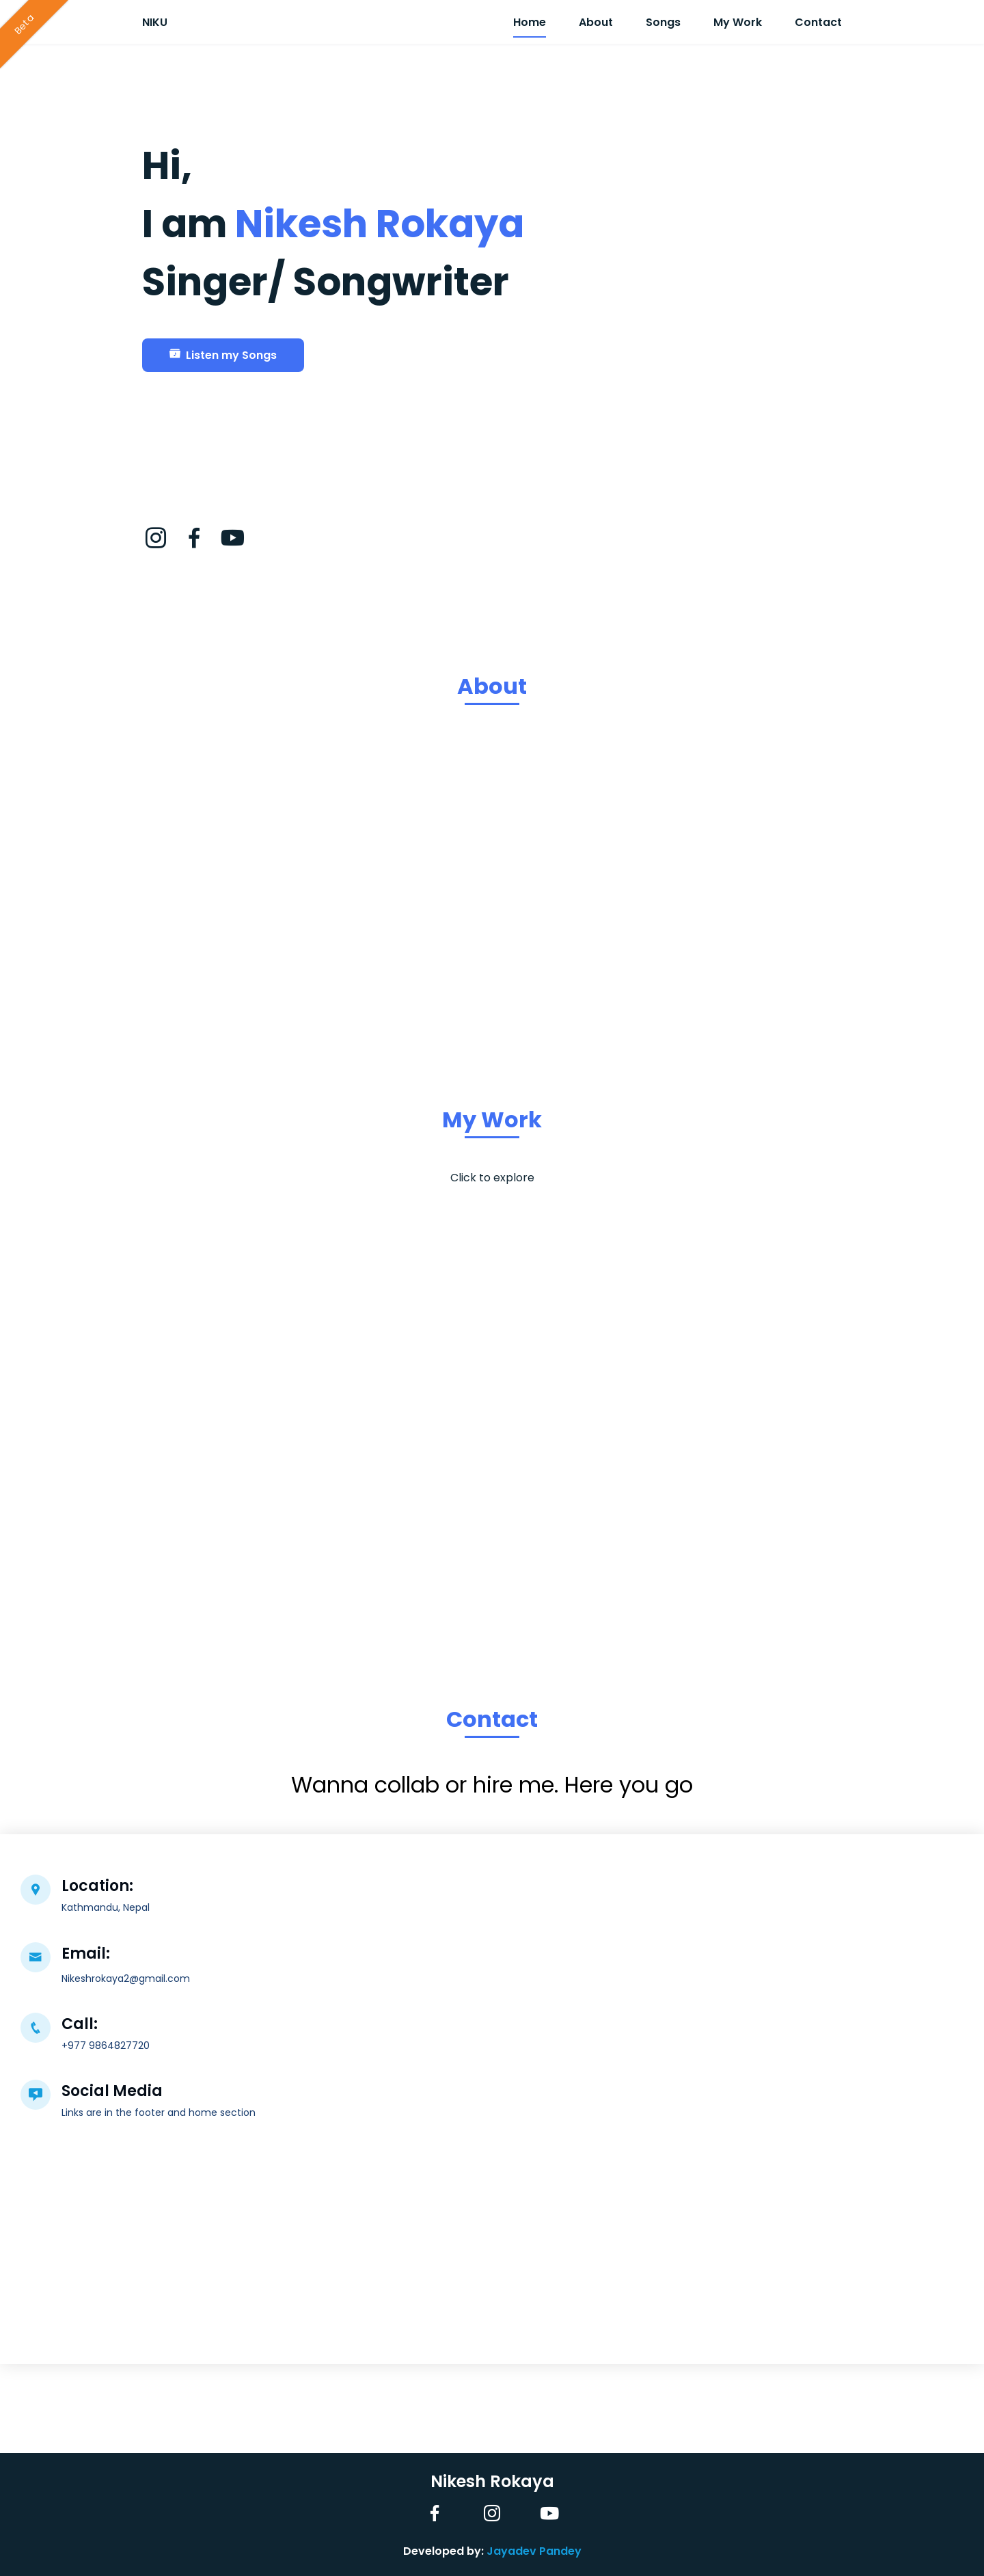 Beta
NIKU
Home
About
Songs
My Work
Contact
Hi,
I am Nikesh Rokaya
Singer/ Songwriter
Listen my Songs
About
My Work
Click to explore
Contact
Wanna collab or hire me. Here you go
Location:
Kathmandu, Nepal
Email:
Nikeshrokaya2@gmail.com
Call:
+977 9864827720
Social Media
Links are in the footer and home section
Nikesh Rokaya
Developed by: Jayadev Pandey